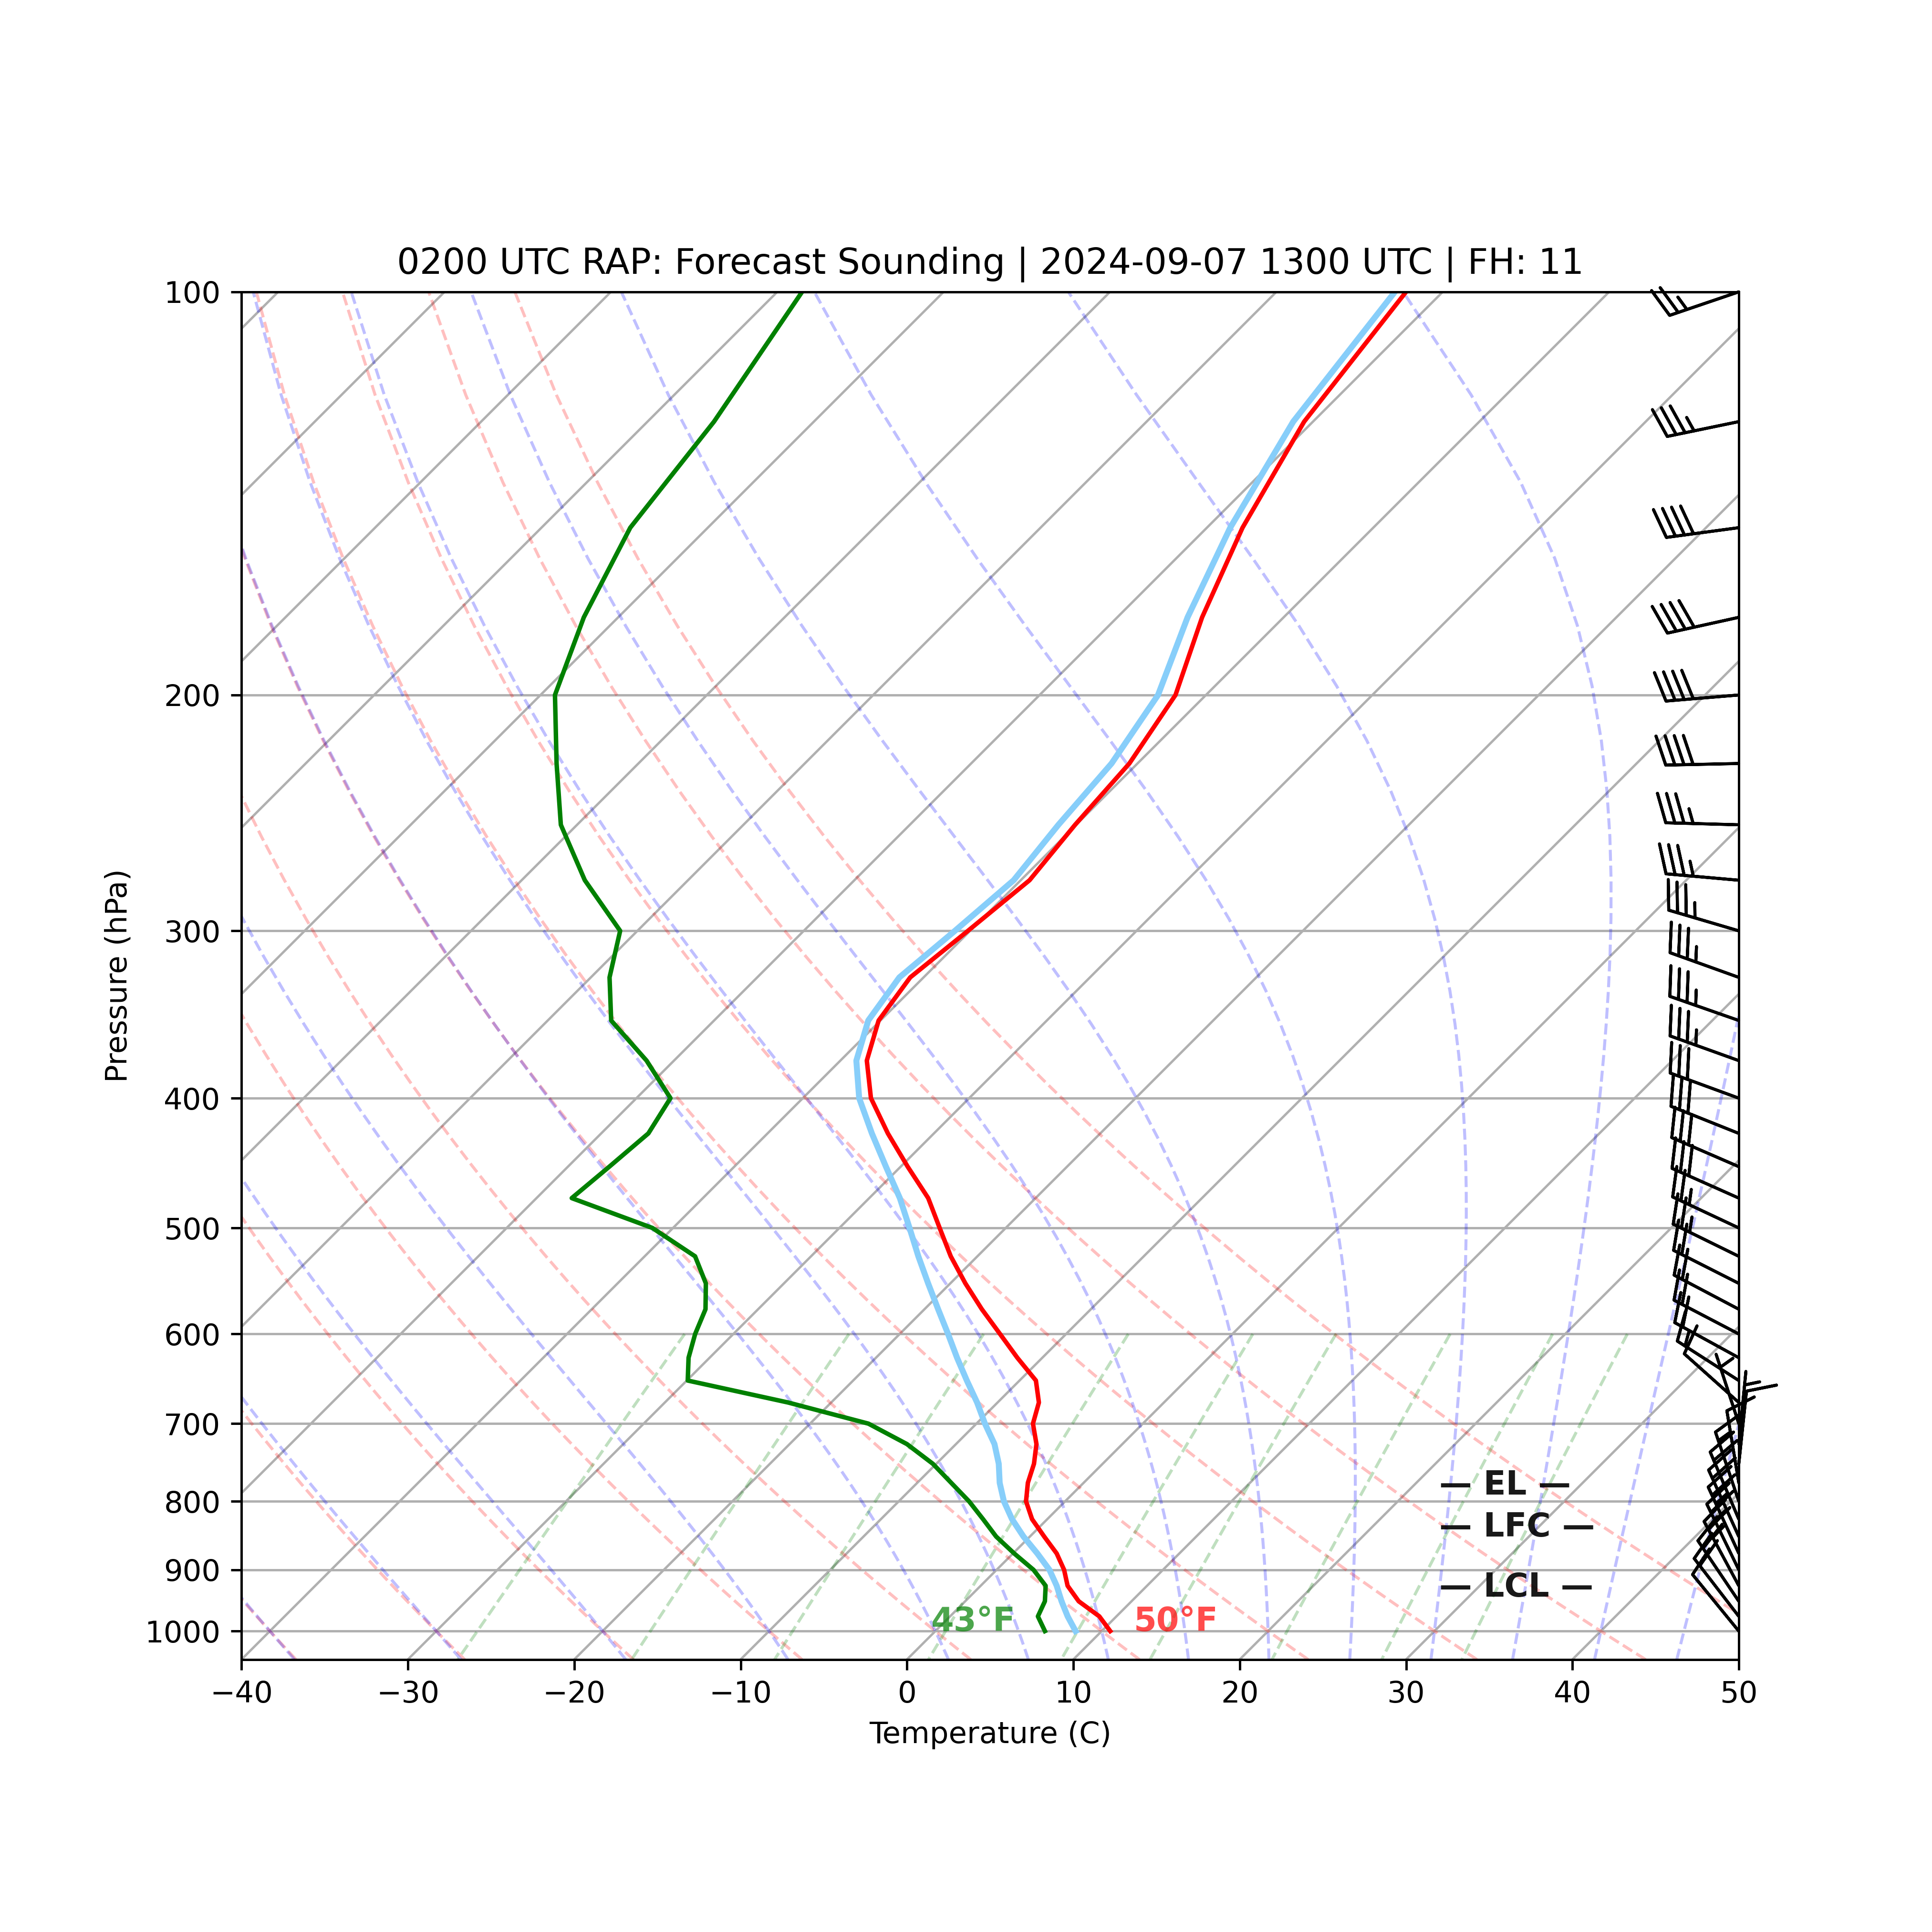 0200 UTC RAP: Forecast Sounding | 2024-09-07 1300 UTC | FH: 11
100
200
300
400
500
600
700
800
900
1000
Pressure (hPa)
— EL —
— LFC —
— LCL —
43°F
50°F
−40 −30 −20 −10 0 10 20 30 40 50
Temperature (C)